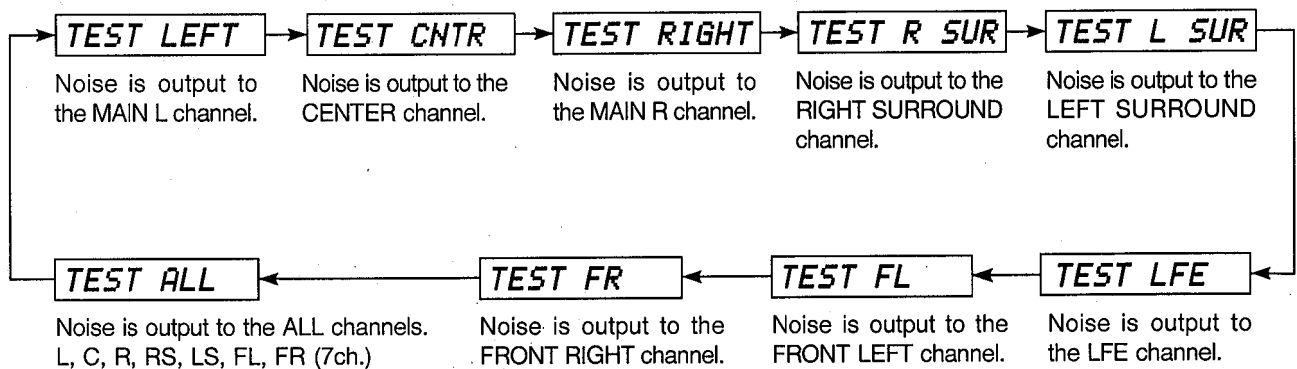 TEST LEFT
TEST CNTR
TEST RIGHT
TEST R SUR
TEST L SUR
Noise is output to
the MAIN L channel.
Noise is output to the
CENTER channel.
Noise is output to
the MAIN R channel.
Noise is output to the
RIGHT SURROUND
channel.
Noise is output to the
LEFT SURROUND
channel.
TEST ALL
TEST FR
TEST FL
TEST LFE
Noise is output to the ALL channels.
L, C, R, RS, LS, FL, FR (7ch.)
Noise is output to the
FRONT RIGHT channel.
Noise is output to the
FRONT LEFT channel.
Noise is output to
the LFE channel.